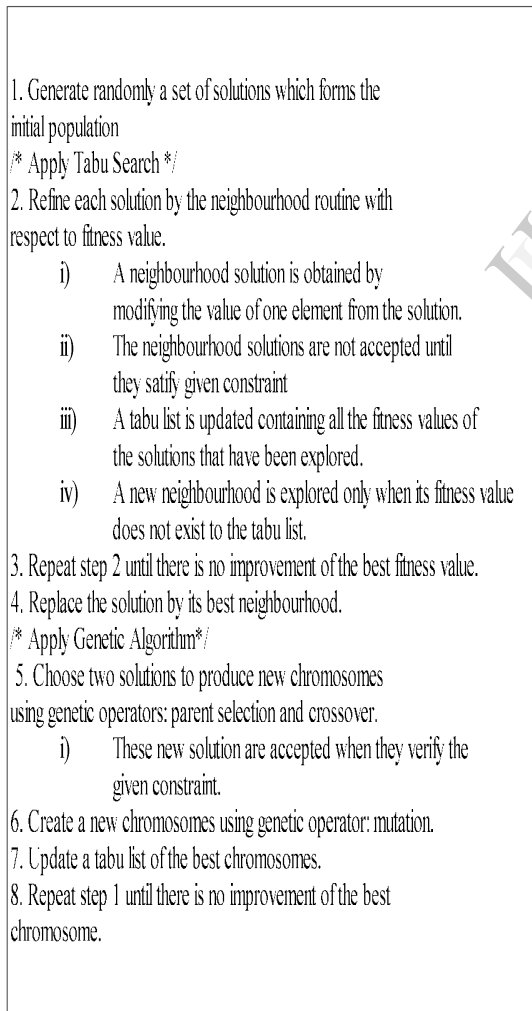 1. Generate randomly a set of solutions which forms the
initial population
/* Apply Tabu Search */
2. Refine each solution by the neighbourhood routine with
respect to fitness value.
i) A neighbourhood solution is obtained by
modifying the value of one element from the solution.
ii) The neighbourhood solutions are not accepted until
they satify given constraint
iii) A tabu list is updated containing all the fitness values of
the solutions that have been explored.
iv) A new neighbourhood is explored only when its fitness value
does not exist to the tabu list.
3. Repeat step 2 until there is no improvement of the best fitness value.
4. Replace the solution by its best neighbourhood.
/* Apply Genetic Algorithm*/
5. Choose two solutions to produce new chromosomes
using genetic operators: parent selection and crossover.
i) These new solution are accepted when they verify the
given constraint.
6. Create a new chromosomes using genetic operator: mutation.
7. Update a tabu list of the best chromosomes.
8. Repeat step 1 until there is no improvement of the best
chromosome.